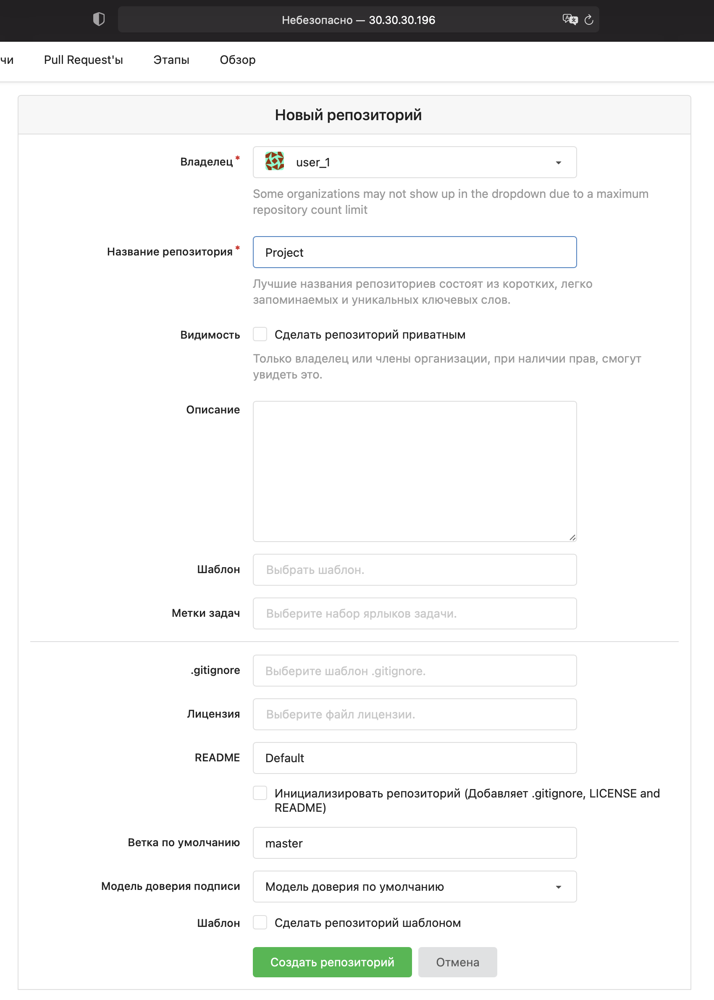 Небезопасно — 30.30.30.196
чи Pull Request'ы Этапы Обзор
Новый репозиторий
Владелец *
user_1
Some organizations may not show up in the dropdown due to a maximum
repository count limit
Название репозитория *
Project
Лучшие названия репозиториев состоят из коротких, легко
запоминаемых и уникальных ключевых слов.
Видимость
Сделать репозиторий приватным
Только владелец или члены организации, при наличии прав, смогут
увидеть это.
Описание
Шаблон
Выбрать шаблон.
Метки задач
Выберите набор ярлыков задачи.
.gitignore
Выберите шаблон .gitignore.
Лицензия
Выберите файл лицензии.
README
Default
Инициализировать репозиторий (Добавляет .gitignore, LICENSE and
README)
Ветка по умолчанию
master
Модель доверия подписи
Модель доверия по умолчанию
Шаблон
Сделать репозиторий шаблоном
Создать репозиторий
Отмена